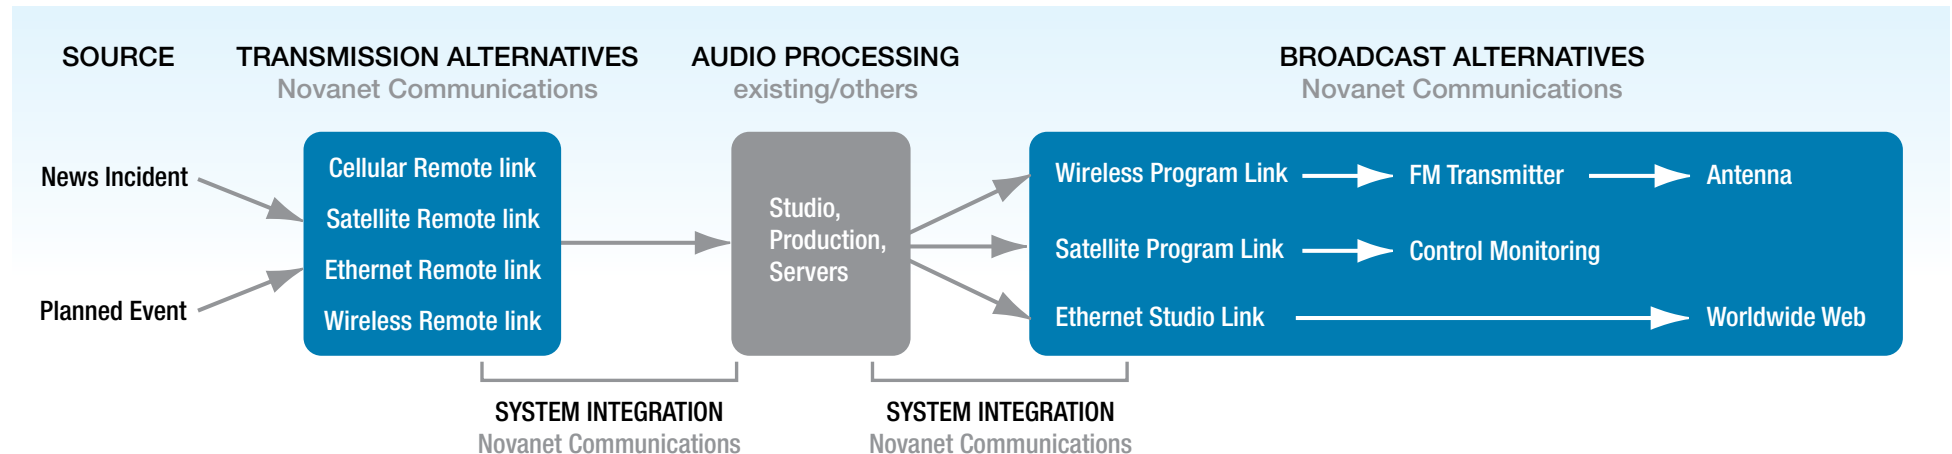 SOURCE
TRANSMISSION ALTERNATIVES
Novanet Communications
AUDIO PROCESSING
existing/others
BROADCAST ALTERNATIVES
Novanet Communications
News Incident
Planned Event
Cellular Remote link
Satellite Remote link
Ethernet Remote link
Wireless Remote link
Studio,
Production,
Servers
Wireless Program Link
FM Transmitter
Antenna
Satellite Program Link
Control Monitoring
Ethernet Studio Link
Worldwide Web
SYSTEM INTEGRATION
Novanet Communications
SYSTEM INTEGRATION
Novanet Communications